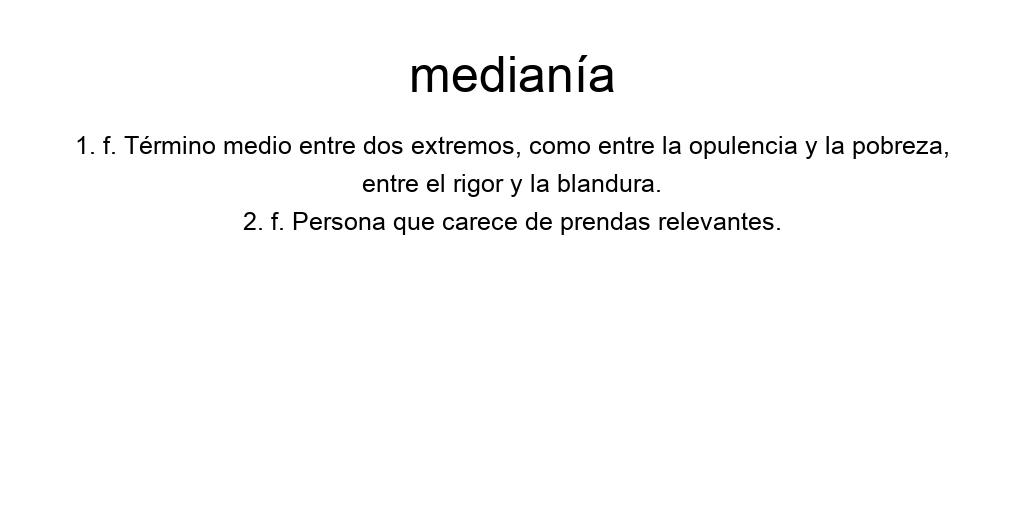 medianía
1. f. Término medio entre dos extremos, como entre la opulencia y la pobreza,
entre el rigor y la blandura.
2. f. Persona que carece de prendas relevantes.